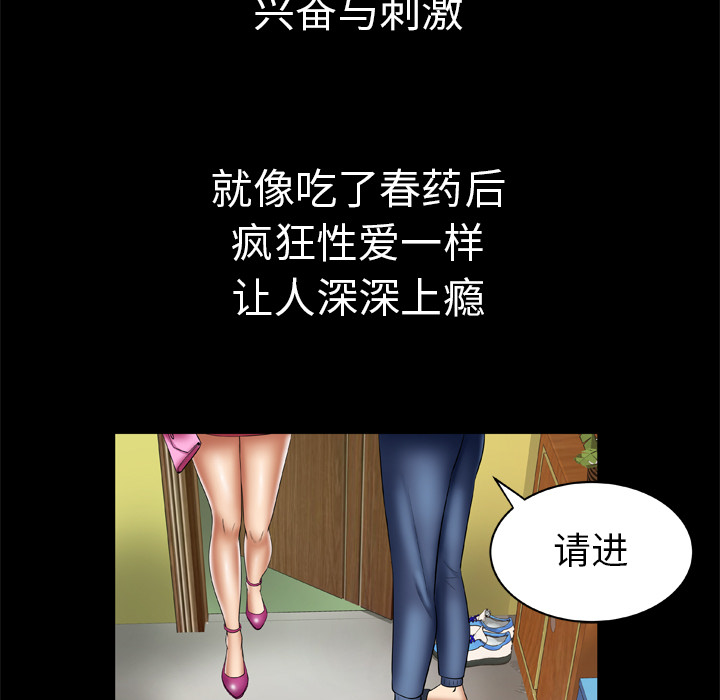 兴奋与刺激
就像吃了春药后
疯狂性爱一样
让人深深上瘾
请进